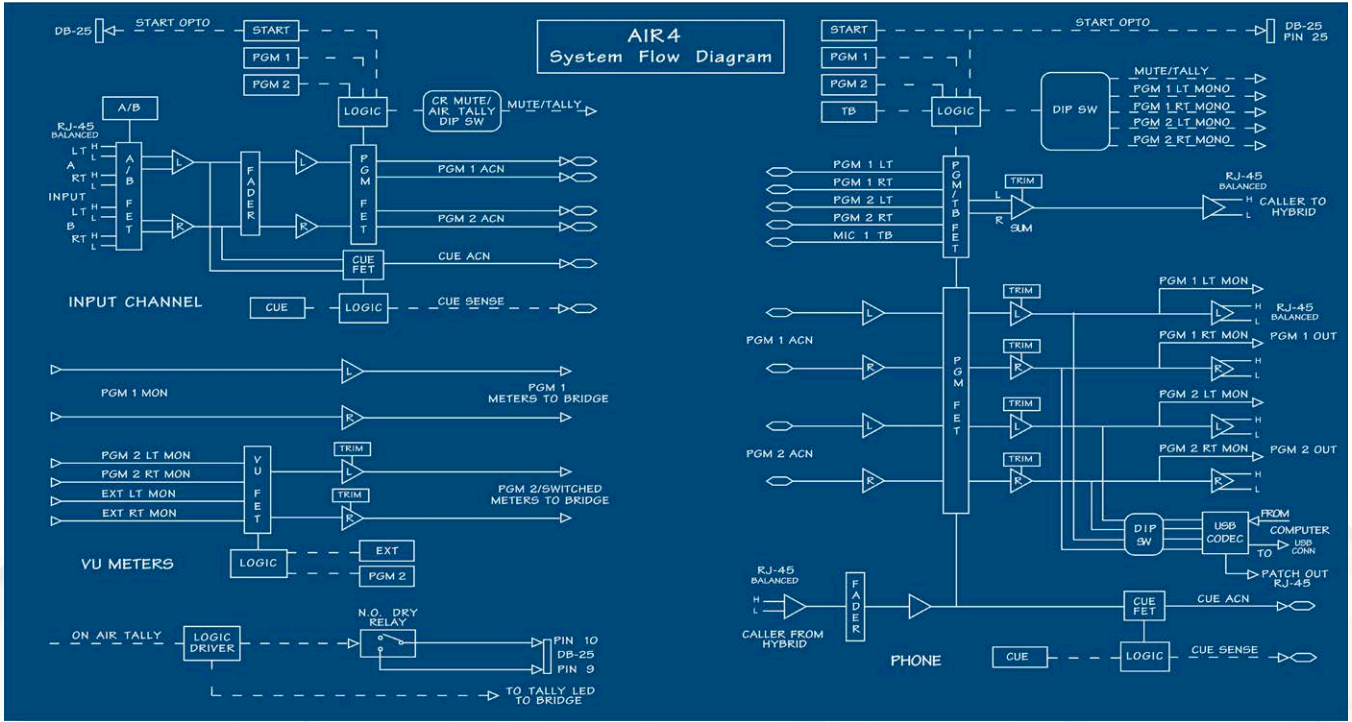 AIR4
System Flow Diagram
DB-25
START OPTO
START
PGM 1
PGM 2
LOGIC
CR MUTE/
AIR TALLY
DIP SW
MUTE/TALLY
A/B
RJ-45
BALANCED
LT
H
L
A
RT
H
L
INPUT
LT
H
L
B
RT
H
L
A/B FET
L
R
FADER
L
R
PGM FET
PGM 1 ACN
PGM 2 ACN
CUE
FET
CUE ACN
INPUT CHANNEL
CUE
LOGIC
CUE SENSE
PGM 1 MON
L
R
PGM 1
METERS TO BRIDGE
PGM 2 LT MON
PGM 2 RT MON
EXT LT MON
EXT RT MON
VU FET
TRIM
L
TRIM
R
PGM 2/SWITCHED
METERS TO BRIDGE
VU METERS
LOGIC
EXT
PGM 2
ON AIR TALLY
LOGIC
DRIVER
N.O. DRY
RELAY
PIN 10
DB-25
PIN 9
TO TALLY LED
TO BRIDGE
START
PGM 1
PGM 2
TB
LOGIC
START OPTO
DB-25
PIN 25
DIP SW
MUTE/TALLY
PGM 1 LT MONO
PGM 1 RT MONO
PGM 2 LT MONO
PGM 2 RT MONO
PGM 1 LT
PGM 1 RT
PGM 2 LT
PGM 2 RT
MIC 1 TB
PGM/TB FET
L
R
TRIM
SUM
RJ-45
BALANCED
H
L
CALLER TO
HYBRID
PGM 1 ACN
PGM 2 ACN
L
R
L
R
PGM FET
TRIM
L
TRIM
R
TRIM
L
TRIM
R
PGM 1 LT MON
L
H
L
RJ-45
BALANCED
PGM 1 RT MON
PGM 1 OUT
R
H
L
PGM 2 LT MON
L
H
L
PGM 2 RT MON
PGM 2 OUT
R
H
L
DIP
SW
USB
CODEC
FROM
COMPUTER
TO
USB
CONN
PATCH OUT
RJ-45
RJ-45
BALANCED
H
L
CALLER FROM
HYBRID
FADER
CUE
FET
CUE ACN
PHONE
CUE
LOGIC
CUE SENSE